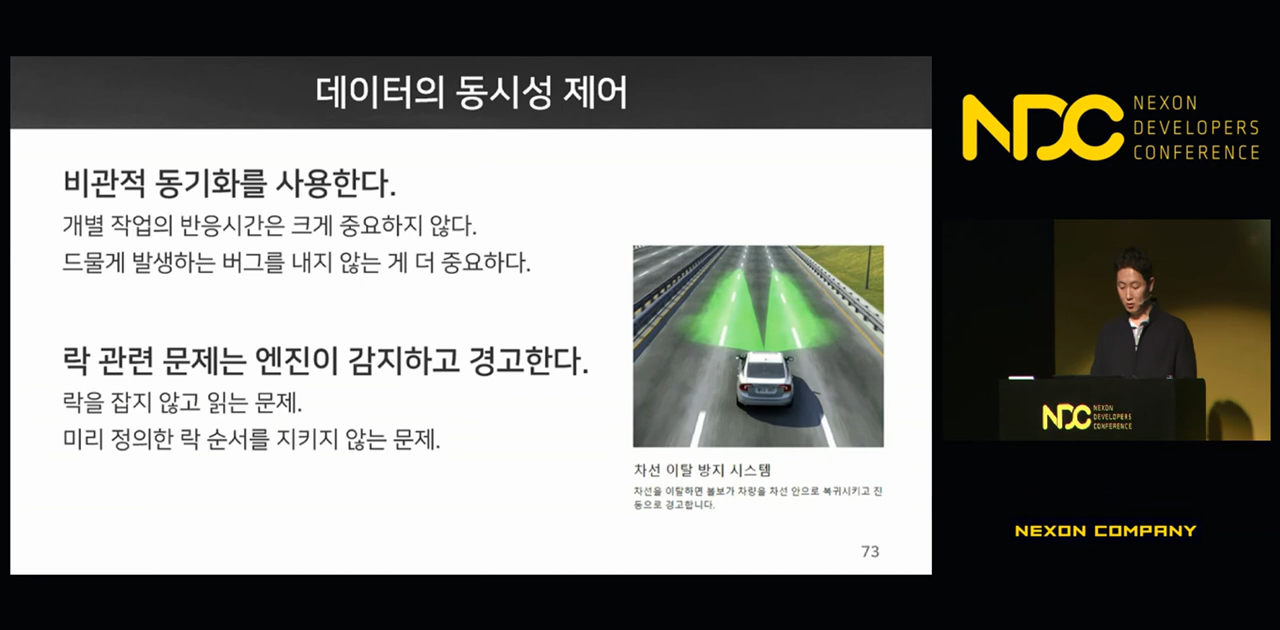 데이터의 동시성 제어
비관적 동기화를 사용한다.
개별 작업의 반응시간은 크게 중요하지 않다.
드물게 발생하는 버그를 내지 않는 게 더 중요하다.
락 관련 문제는 엔진이 감지하고 경고한다.
락을 잡지 않고 읽는 문제.
미리 정의한 락 순서를 지키지 않는 문제.
차선 이탈 방지 시스템
차선을 이탈하면 볼보가 차량을 차선 안으로 복귀시키고 진
동으로 경고합니다.
73
NDC
NEXON
DEVELOPERS
CONFERENCE
NDC
NEXON
DEVELOPERS
CONFERENCE
NEXON COMPANY